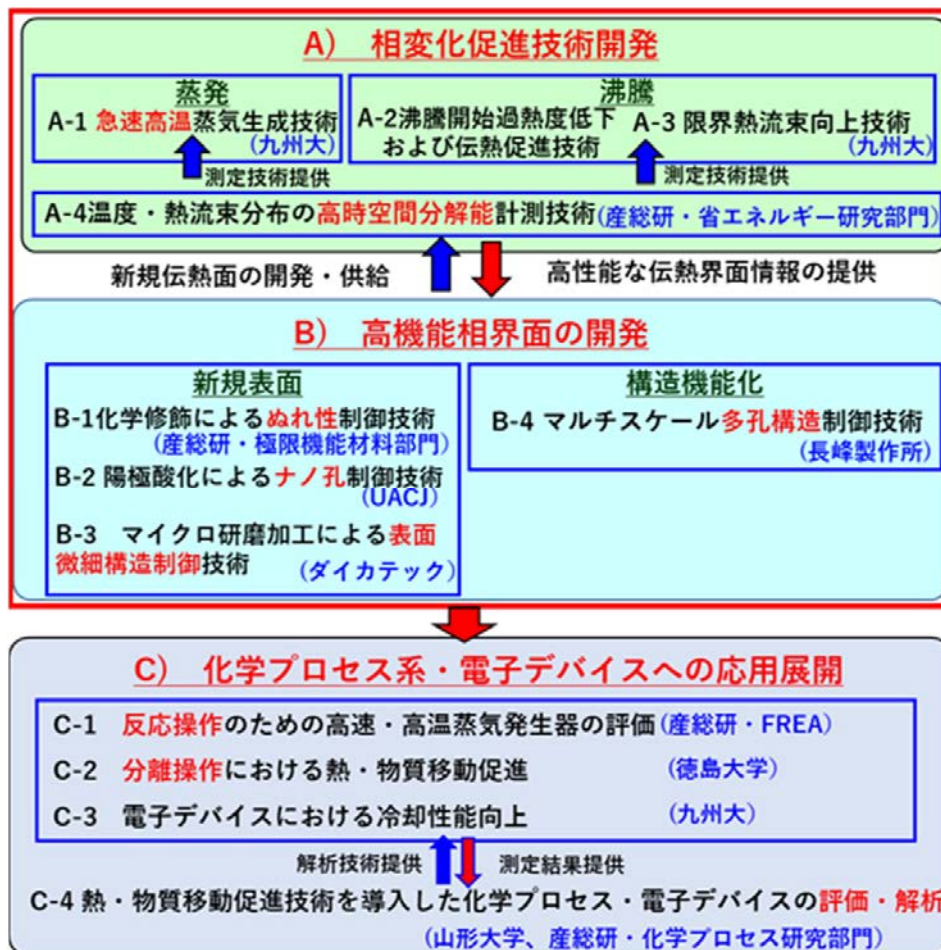 A) 相変化促進技術開発
蒸発
A-1 急速高温蒸気生成技術
(九州大)
測定技術提供
沸騰
A-2沸騰開始過熱度低下
および伝熱促進技術
A-3 限界熱流束向上技術
(九州大)
測定技術提供
A-4温度・熱流束分布の高時空間分解能計測技術(産総研・省エネルギー研究部門)
新規伝熱面の開発・供給
高性能な伝熱界面情報の提供
B) 高機能相界面の開発
新規表面
B-1化学修飾によるぬれ性制御技術
(産総研・極限機能材料部門)
B-2 陽極酸化によるナノ孔制御技術
(UACJ)
B-3 マイクロ研磨加工による表面
微細構造制御技術 (ダイカテック)
構造機能化
B-4 マルチスケール多孔構造制御技術
(長峰製作所)
C) 化学プロセス系・電子デバイスへの応用展開
C-1 反応操作のための高速・高温蒸気発生器の評価(産総研・FREA)
C-2 分離操作における熱・物質移動促進 (徳島大学)
C-3 電子デバイスにおける冷却性能向上 (九州大)
解析技術提供
測定結果提供
C-4 熱・物質移動促進技術を導入した化学プロセス・電子デバイスの評価・解析
(山形大学、産総研・化学プロセス研究部門)